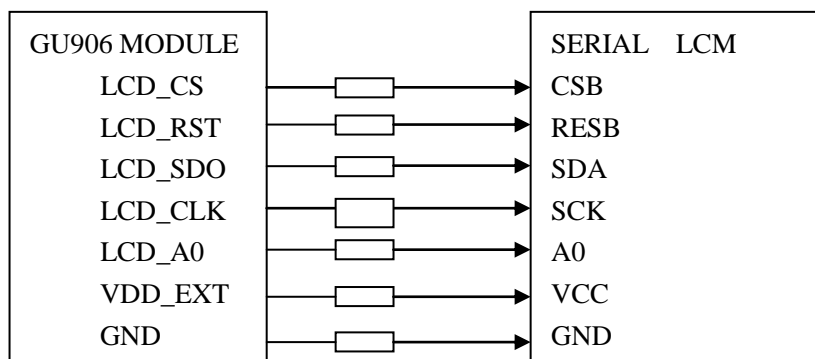 GU906 MODULE SERIAL LCM
LCD_CS CSB
LCD_RST RESB
LCD_SDO SDA
LCD_CLK SCK
LCD_A0 A0
VDD_EXT VCC
GND GND